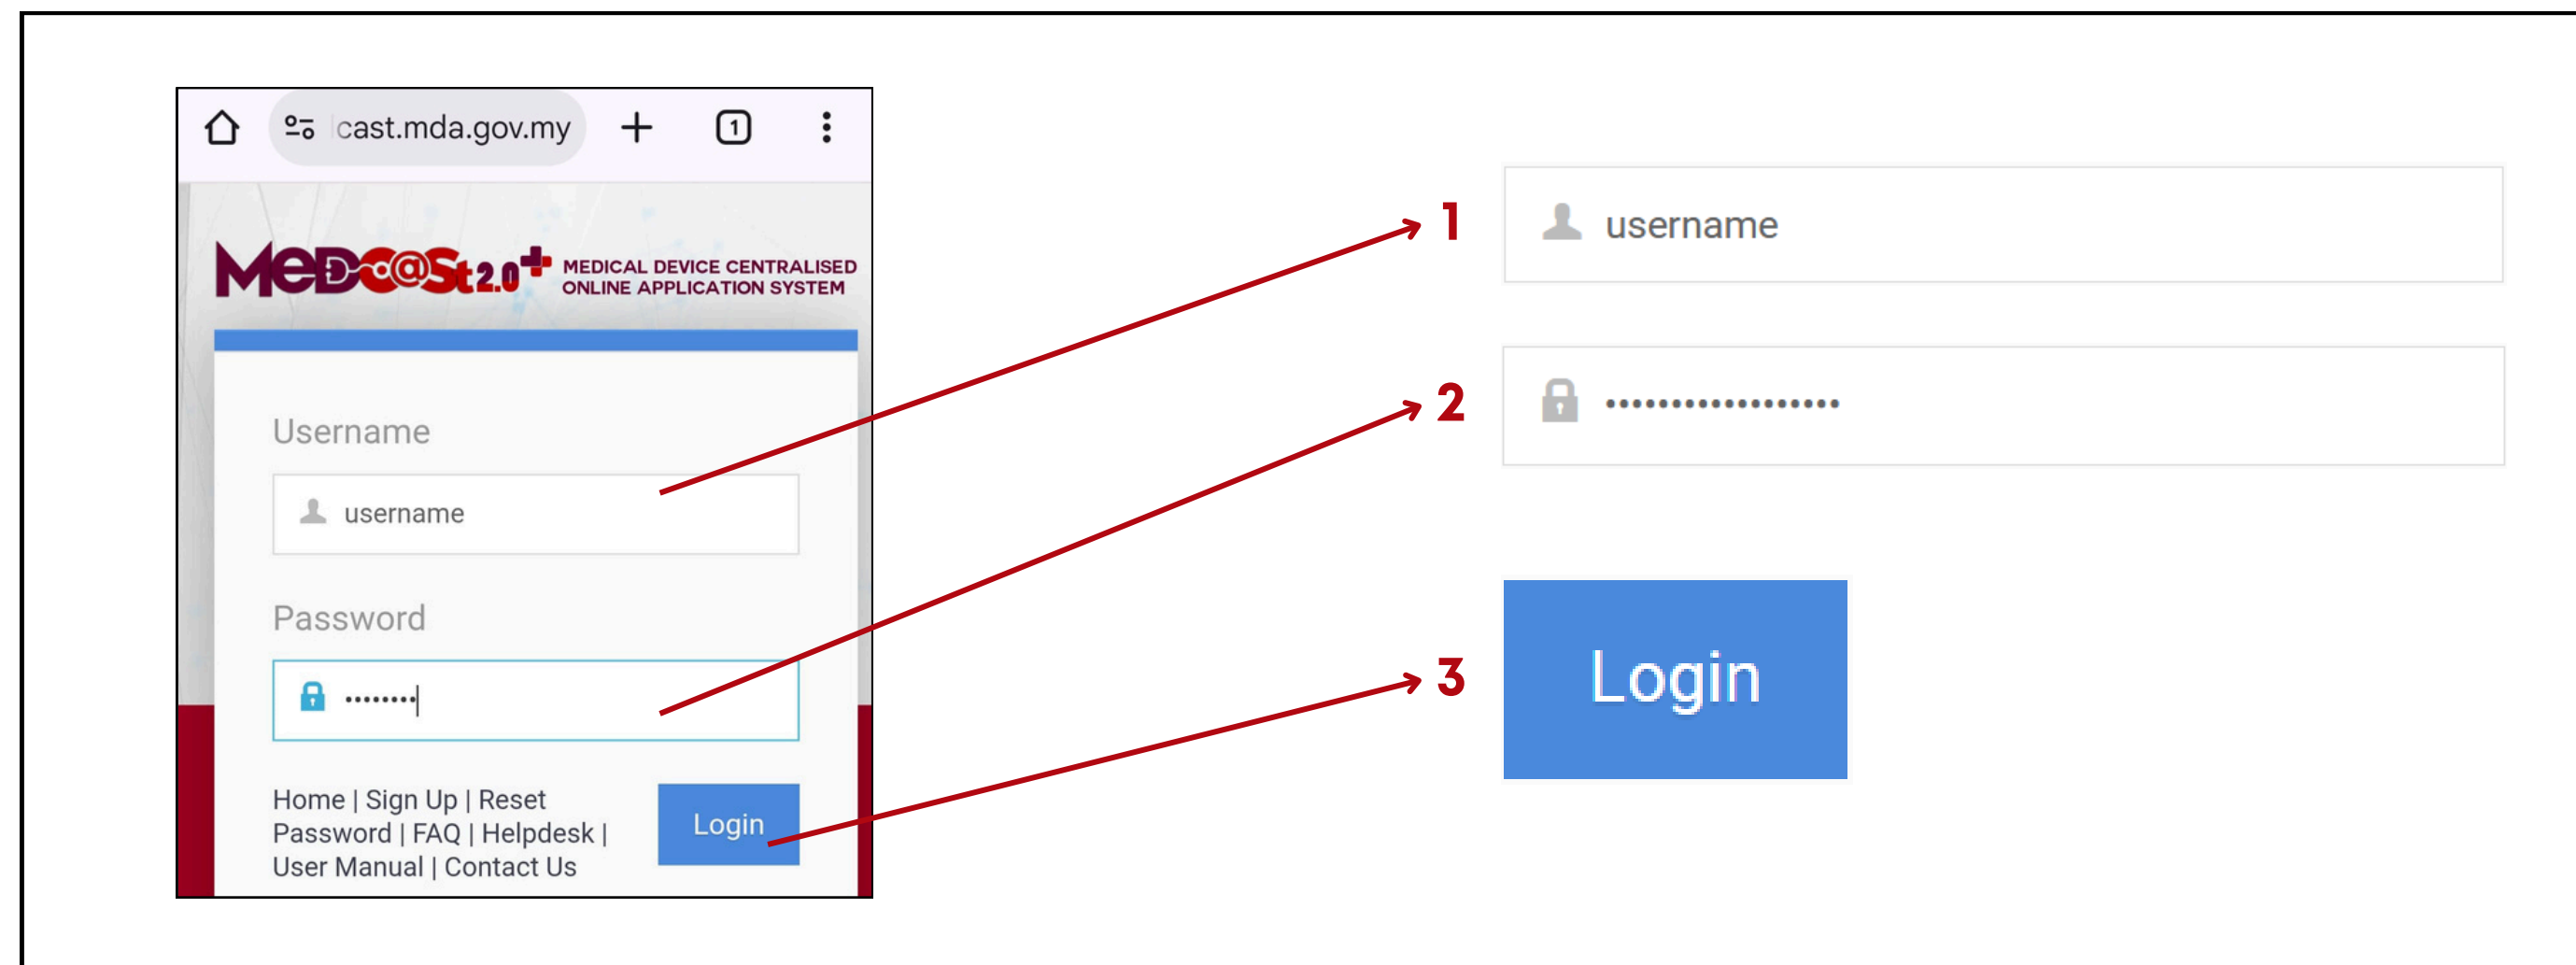 cast.mda.gov.my 1
MeDC@St2.0+ MEDICAL DEVICE CENTRALISED
ONLINE APPLICATION SYSTEM
Username
username
Password
••••••••
Home | Sign Up | Reset
Password | FAQ | Helpdesk |
User Manual | Contact Us
Login
1 username
2 ••••••••••••••••••
3 Login